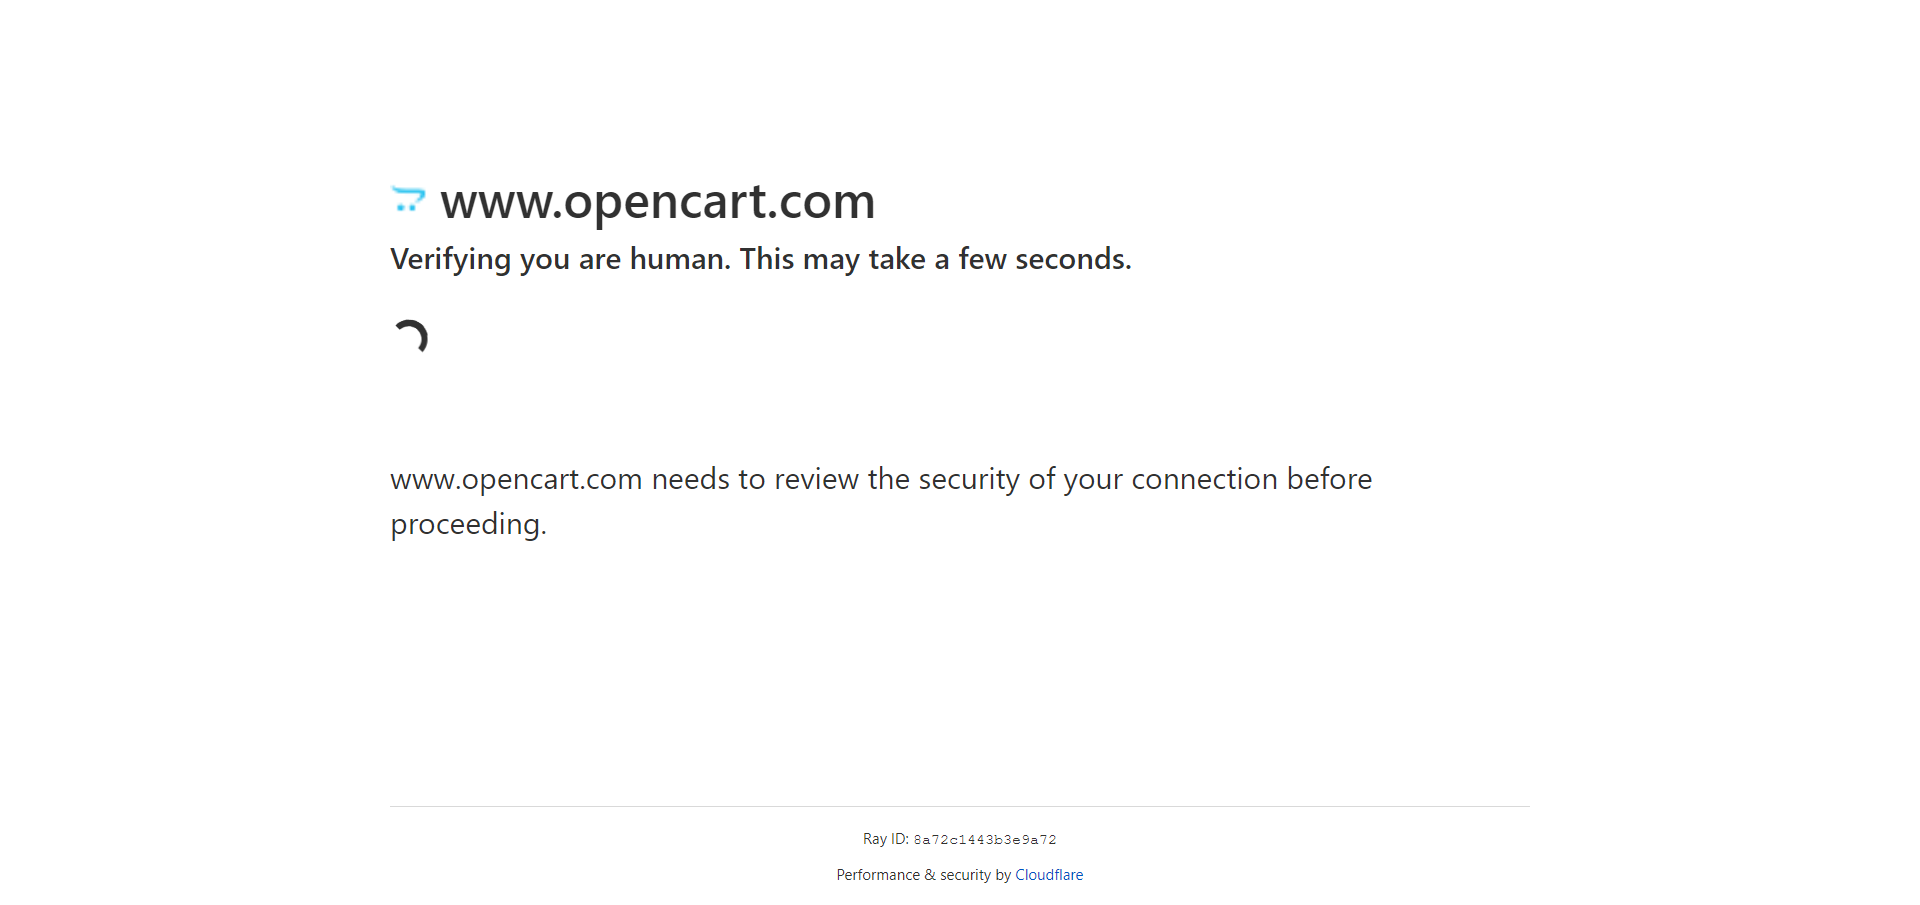 www.opencart.com
Verifying you are human. This may take a few seconds.
www.opencart.com needs to review the security of your connection before
proceeding.
Ray ID: 8a72c1443b3e9a72
Performance & security by Cloudflare